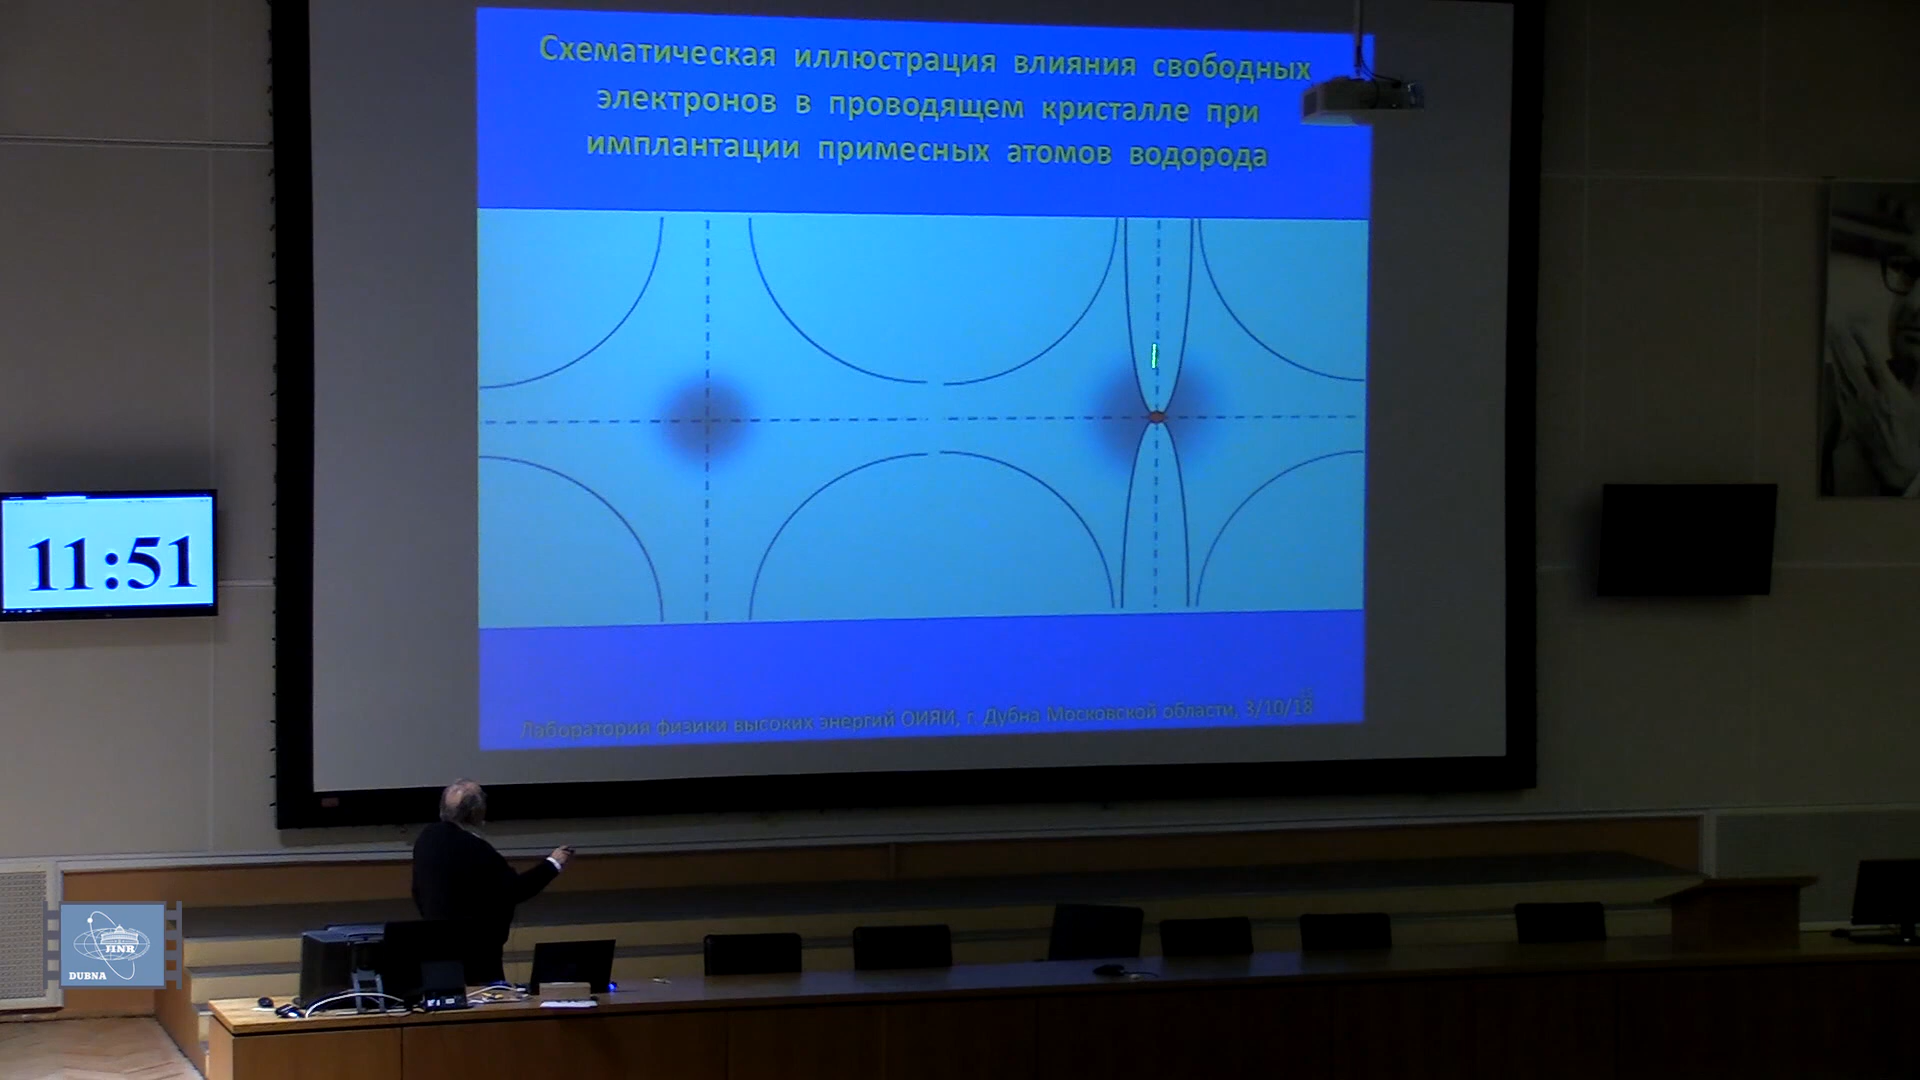 Схематическая иллюстрация влияния свободных
электронов в проводящем кристалле при
имплантации примесных атомов водорода
Лаборатория физики высоких энергий ОИЯИ, г. Дубна Московской области, 3/10/18
11:51
JINR
DUBNA